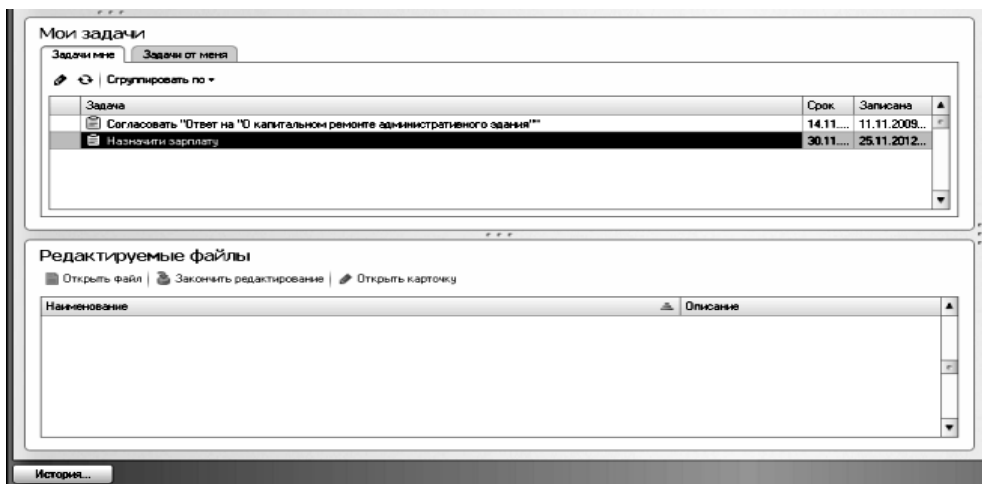 Мои задачи
Задачи мне Задачи от меня
Сгруппировать по
Задача Срок Записана
Согласовать "Ответ на "О капитальном ремонте административного здания"" 14.11.... 11.11.2009...
Назначити зарплату 30.11.... 25.11.2012...
Редактируемые файлы
Открыть файл Закончить редактирование Открыть карточку
Наименование Описание
История...